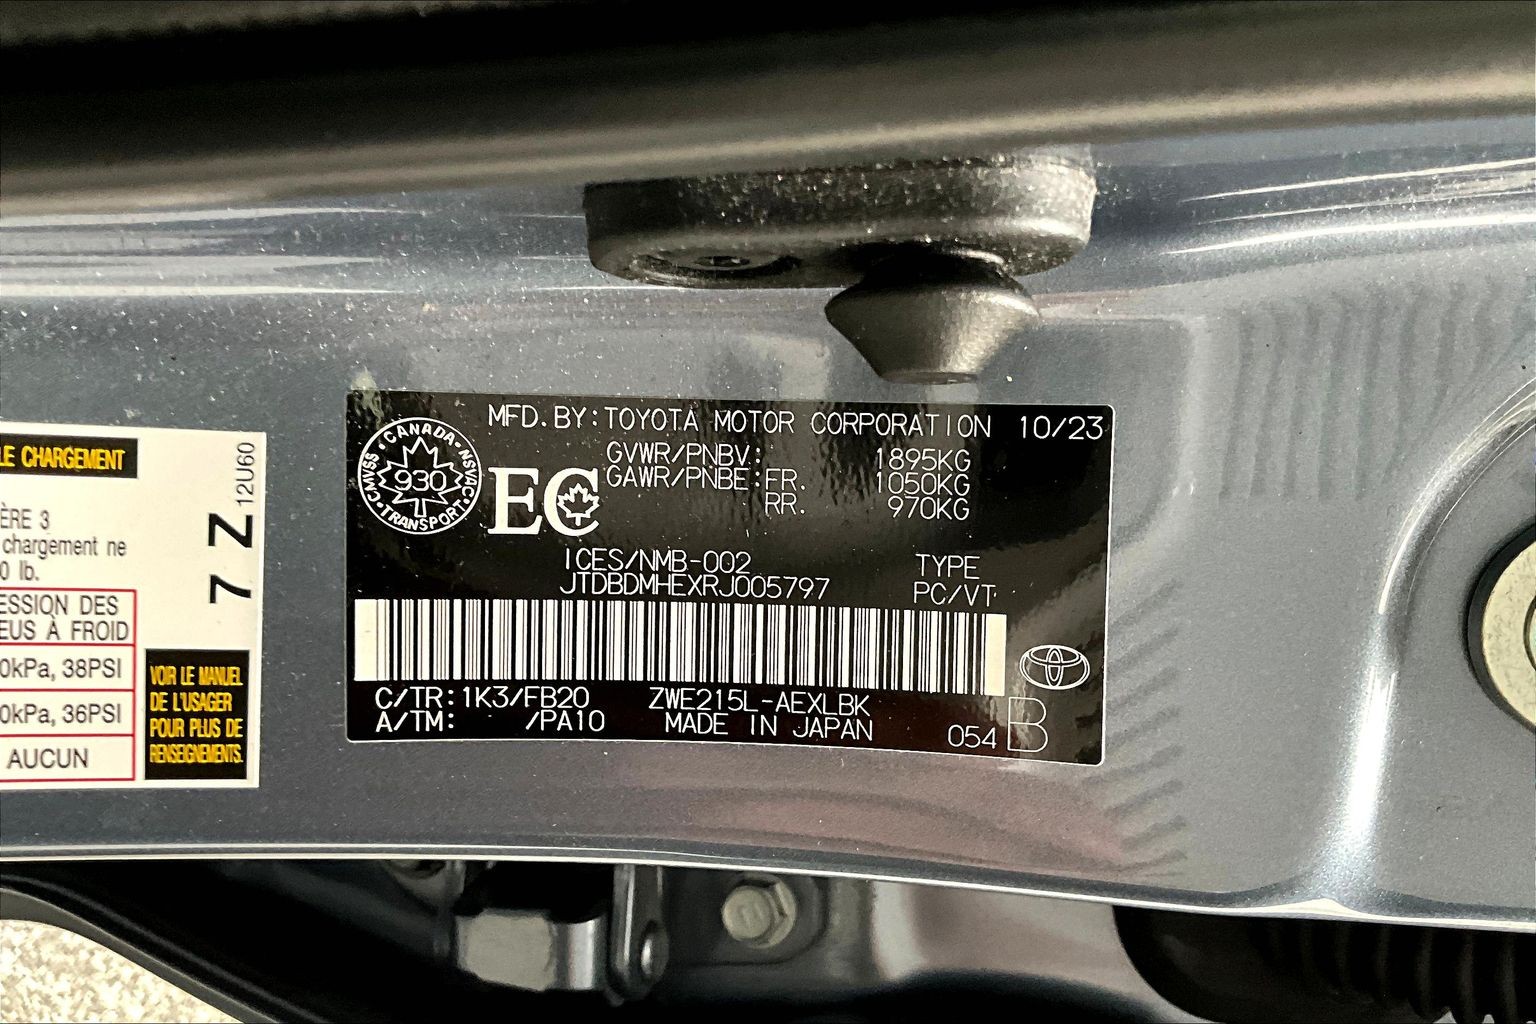 LE CHARGEMENT
12U60
7 Z
ÈRE 3
chargement ne
0 lb.
ESSION DES
EUS À FROID
0kPa, 38PSI
0kPa, 36PSI
AUCUN
VOIR LE MANUEL
DE L'USAGER
POUR PLUS DE
RENSEIGNEMENTS.
MFD. BY: TOYOTA MOTOR CORPORATION 10/23
CANADA
CMVSS 930 NSVAC
TRANSPORT
EC
GVWR/PNBV: 1895KG
GAWR/PNBE: FR. 1050KG
RR. 970KG
ICES/NMB-002 TYPE
JTDBDMHEXRJ005797 PC/VT
C/TR: 1K3/FB20 ZWE215L-AEXLBK
A/TM: /PA10 MADE IN JAPAN 054 B